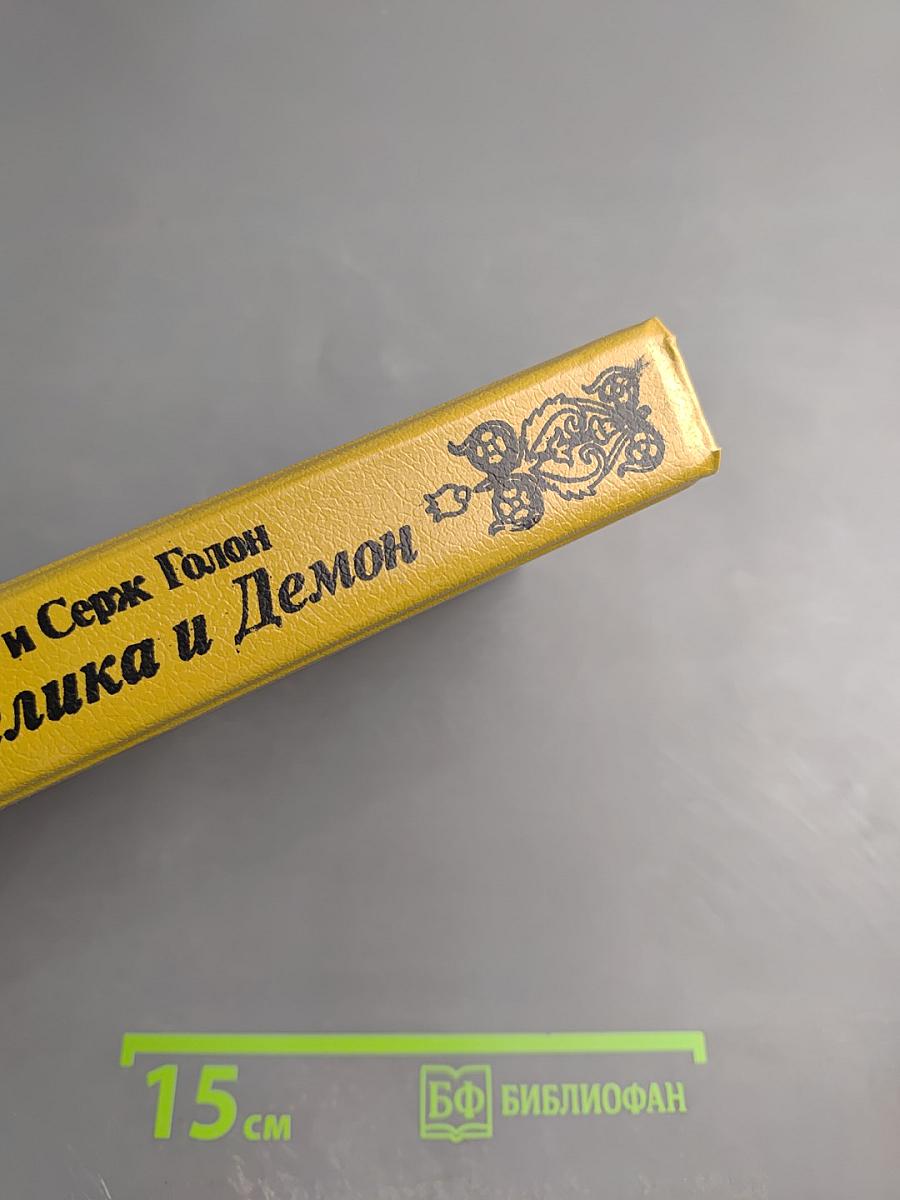 и Серж Голон
лика и Демон
15 см
БФ БИБЛИОФАН